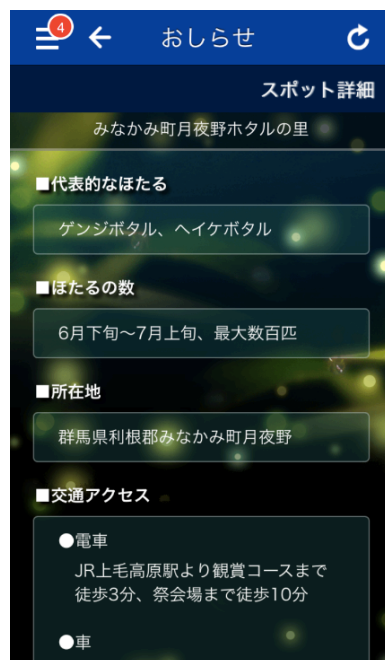 4
おしらせ
スポット詳細
みなかみ町月夜野ホタルの里
■代表的なほたる
ゲンジボタル、ヘイケボタル
■ほたるの数
6月下旬〜7月上旬、最大数百匹
■所在地
群馬県利根郡みなかみ町月夜野
■交通アクセス
●電車
JR上毛高原駅より観賞コースまで
徒歩3分、祭会場まで徒歩10分
●車